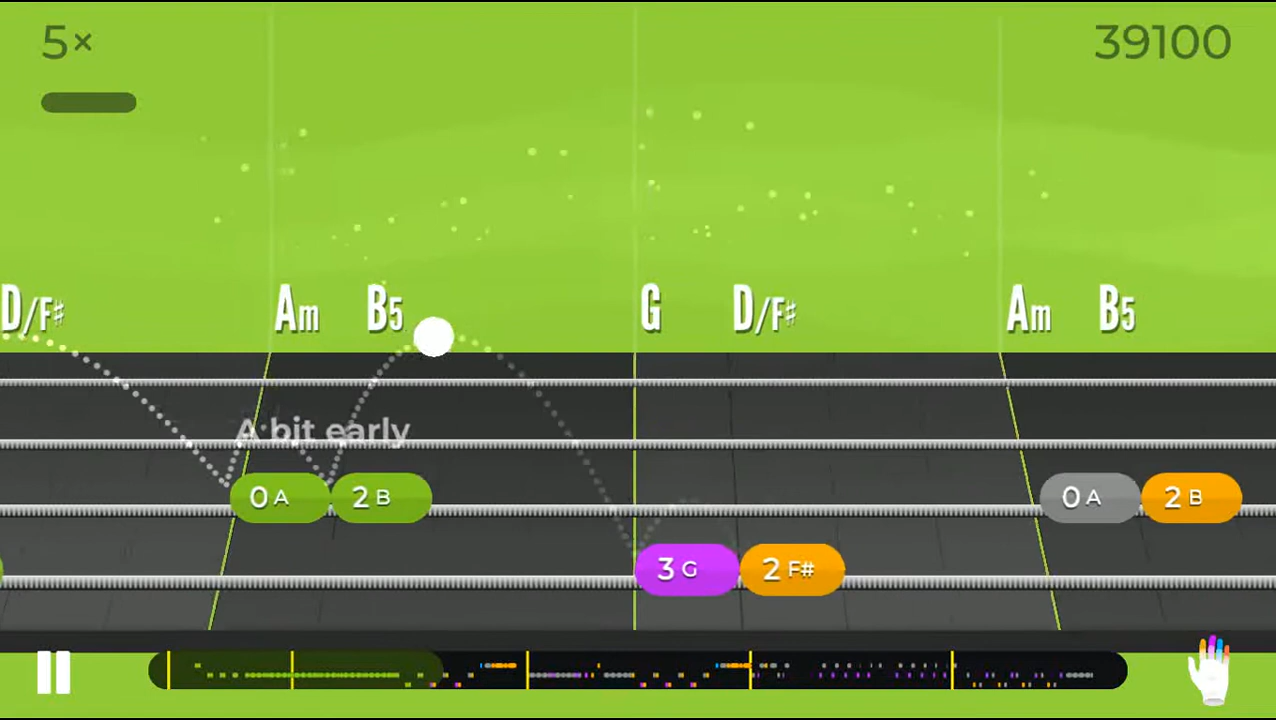 5× 39100
D/F♯ Am B5 G D/F♯ Am B5
A bit early
0 A 2 B 0 A 2 B
3 G 2 F#